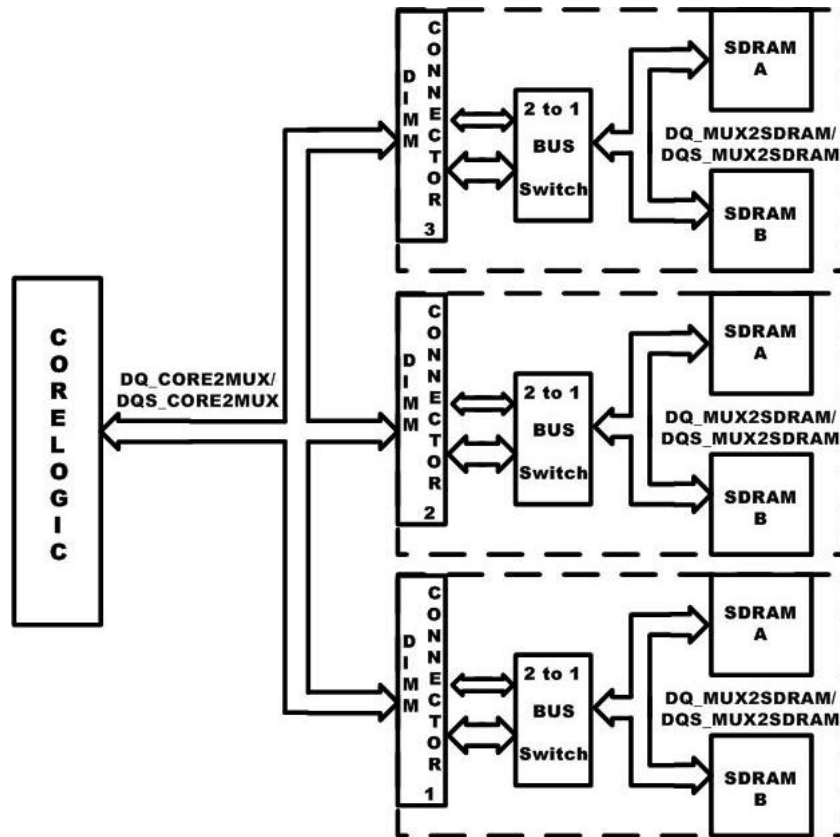 CORELOGIC
DQ_CORE2MUX/
DQS_CORE2MUX
DIMM
CONNECTOR 3
2 to 1
BUS
Switch
SDRAM
A
DQ_MUX2SDRAM/
DQS_MUX2SDRAM
SDRAM
B
DIMM
CONNECTOR 2
2 to 1
BUS
Switch
SDRAM
A
DQ_MUX2SDRAM/
DQS_MUX2SDRAM
SDRAM
B
DIMM
CONNECTOR 1
2 to 1
BUS
Switch
SDRAM
A
DQ_MUX2SDRAM/
DQS_MUX2SDRAM
SDRAM
B